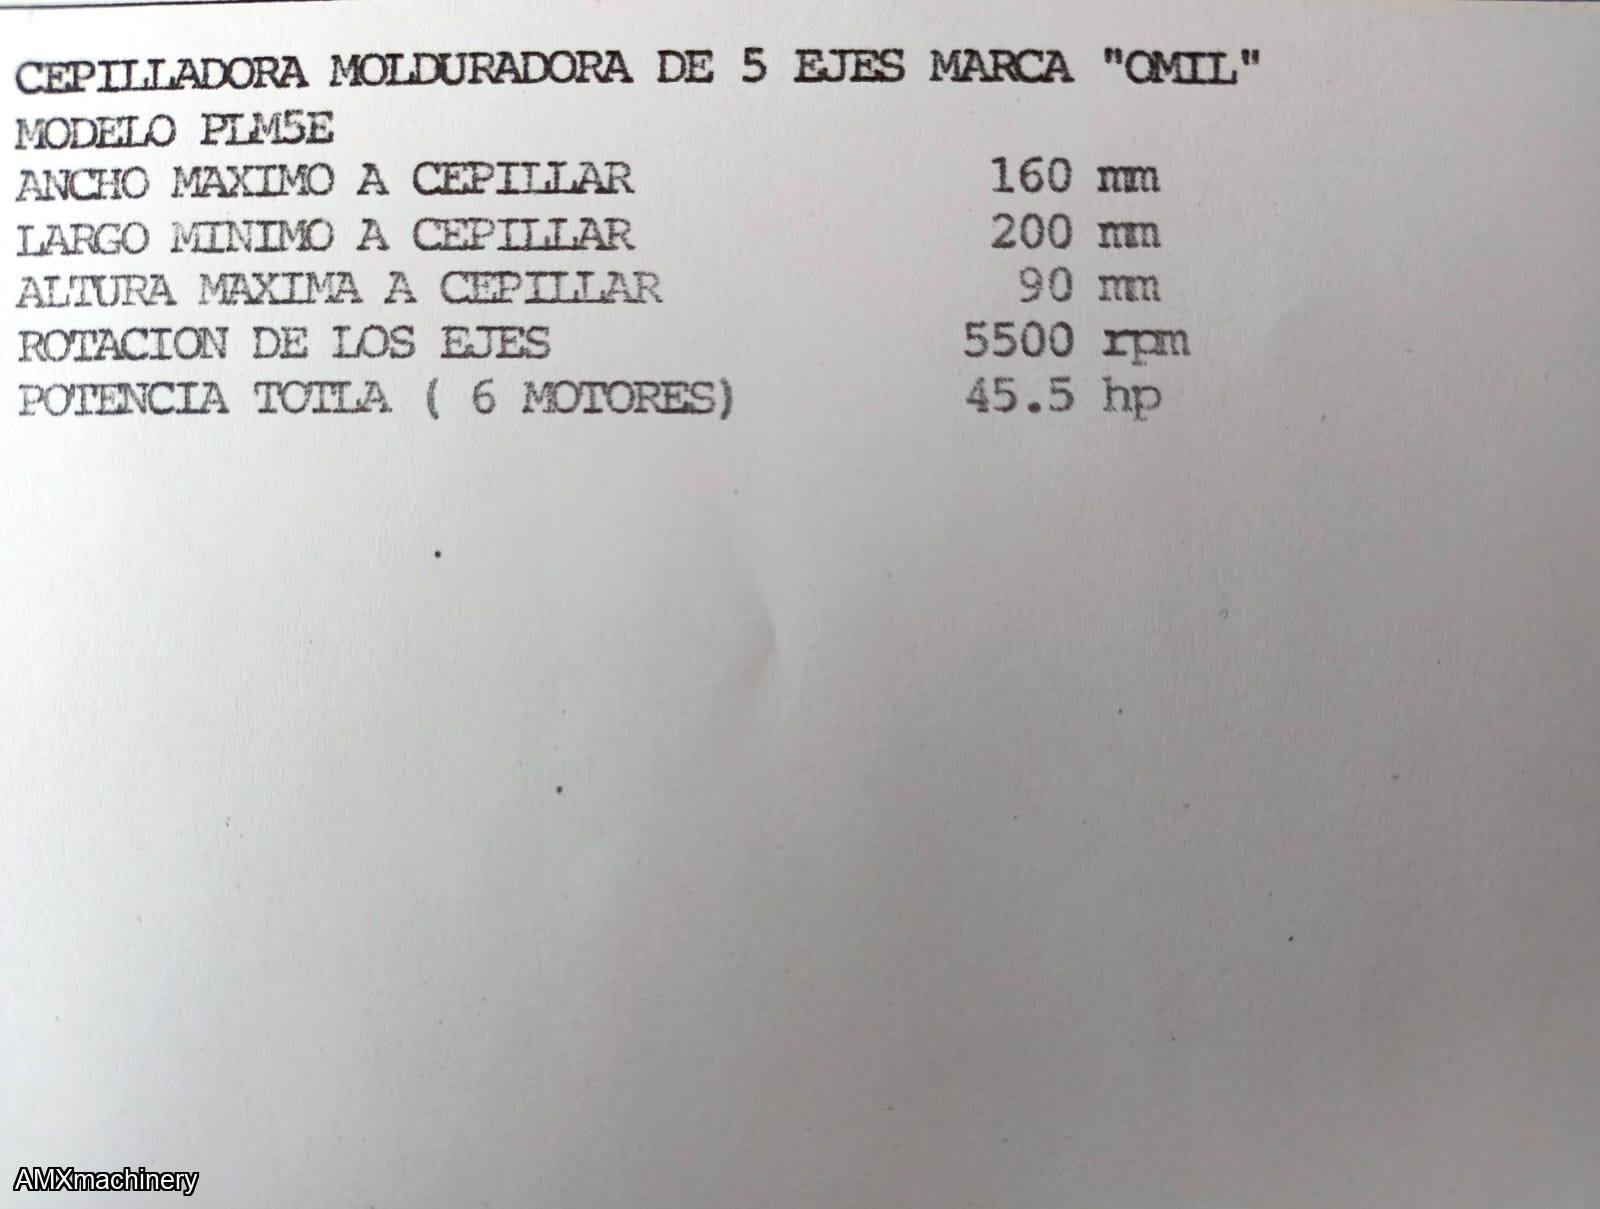 CEPILLADORA MOLDURADORA DE 5 EJES MARCA "OMIL"
MODELO PLM5E
ANCHO MAXIMO A CEPILLAR 160 mm
LARGO MINIMO A CEPILLAR 200 mm
ALTURA MAXIMA A CEPILLAR 90 mm
ROTACION DE LOS EJES 5500 rpm
POTENCIA TOTLA ( 6 MOTORES) 45.5 hp
AMXmachinery